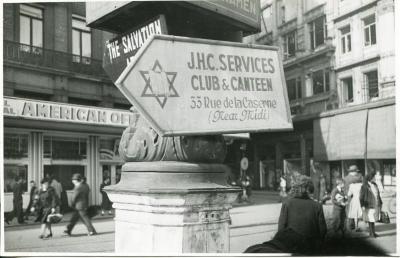 THE SALVATION
J.H.C. SERVICES
CLUB & CANTEEN
33 Rue de la Caserne
(Near Midi)
AMERICAN